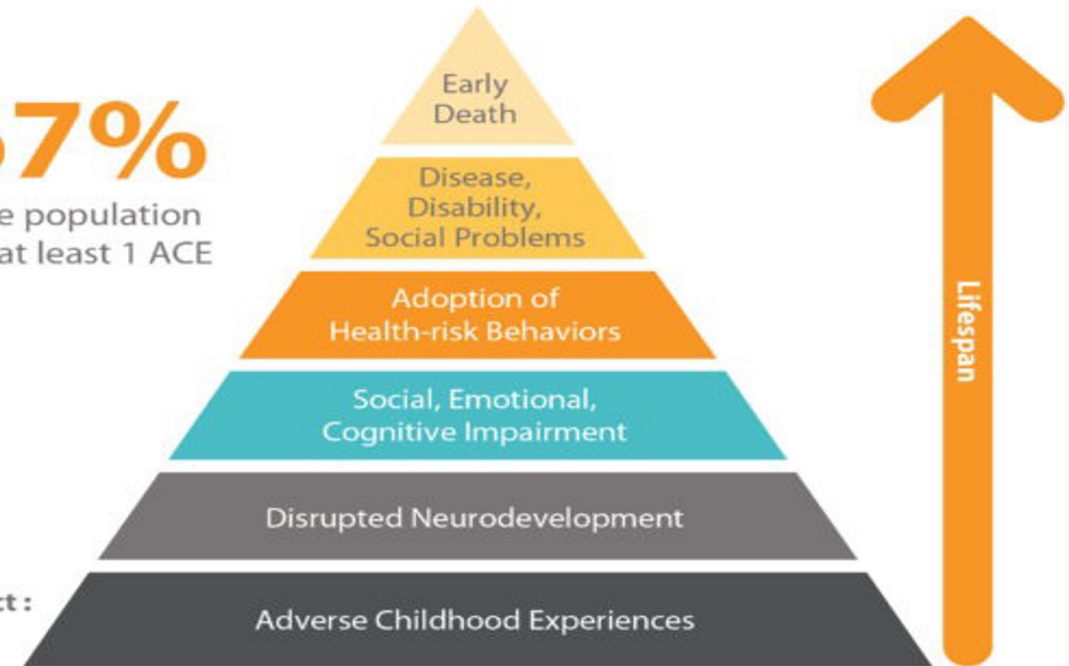 Early
Death
7%
e population
at least 1 ACE
Disease,
Disability,
Social Problems
Adoption of
Health-risk Behaviors
Lifespan
Social, Emotional,
Cognitive Impairment
Disrupted Neurodevelopment
ct :
Adverse Childhood Experiences